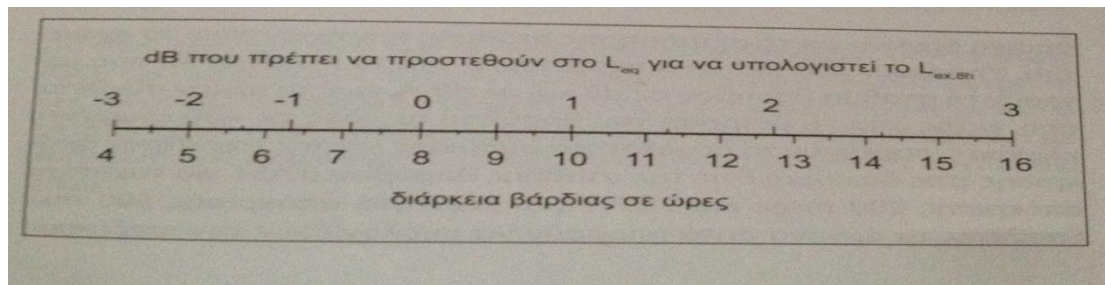 dB που πρέπει να προστεθούν στο Leq για να υπολογιστεί το Lex,8h
-3 -2 -1 0 1 2 3
4 5 6 7 8 9 10 11 12 13 14 15 16
διάρκεια βάρδιας σε ώρες